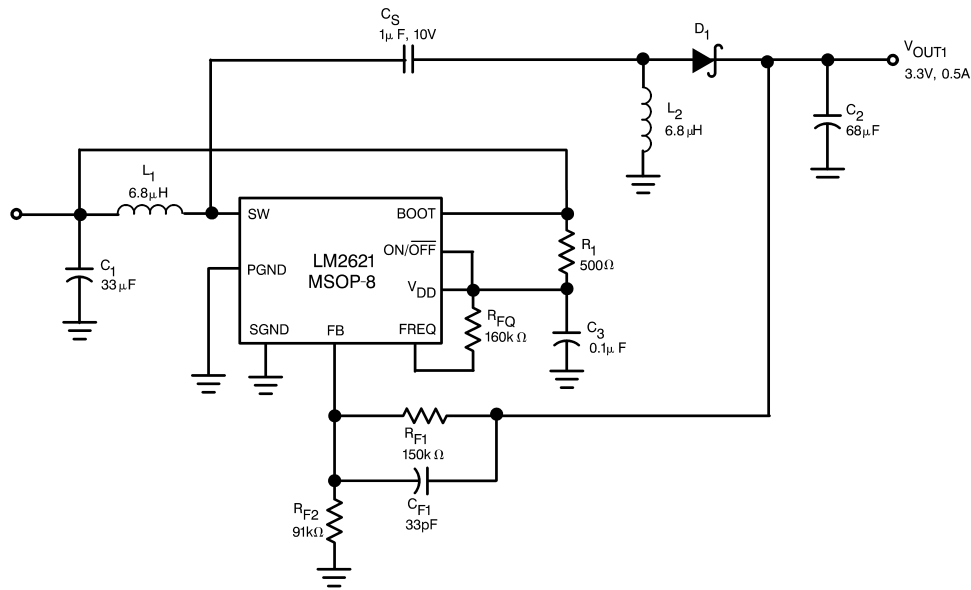 C_S
1μF, 10V
D_1
V_OUT1
3.3V, 0.5A
L_2
6.8μH
C_2
68μF
L_1
6.8μH
SW
BOOT
ON/O̅F̅F̅
LM2621
MSOP-8
PGND
V_DD
SGND
FB
FREQ
C_1
33μF
R_1
500Ω
R_FQ
160kΩ
C_3
0.1μF
R_F1
150kΩ
C_F1
33pF
R_F2
91kΩ